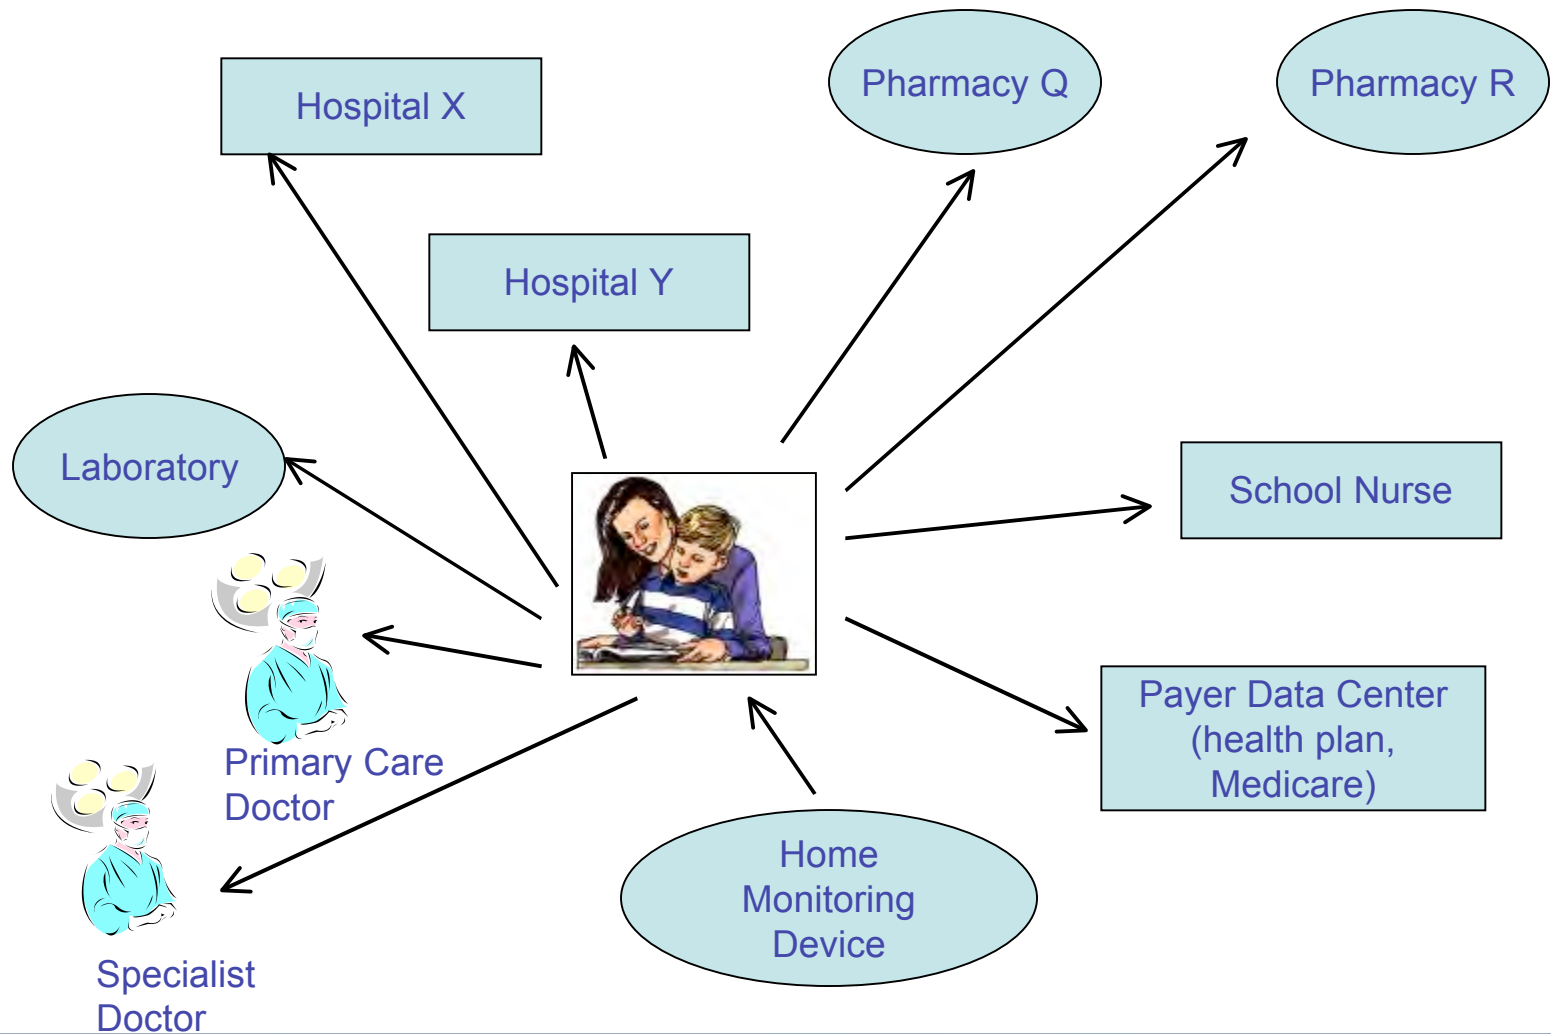 Hospital X
Pharmacy Q
Pharmacy R
Hospital Y
Laboratory
School Nurse
Primary Care
Doctor
Payer Data Center
(health plan,
Medicare)
Home
Monitoring
Device
Specialist
Doctor